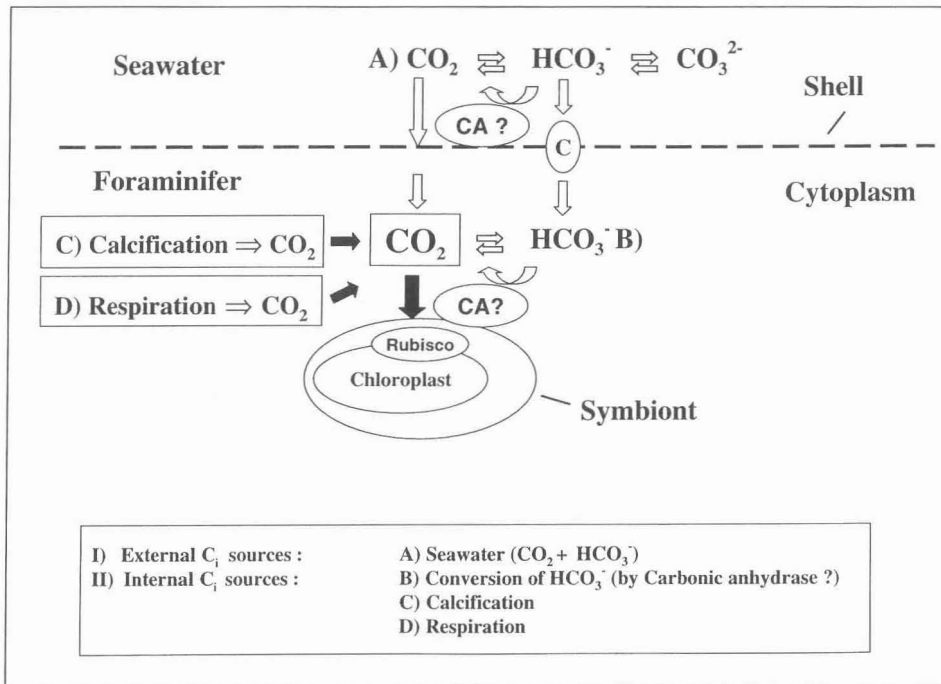 Seawater
A) CO₂ ⇌ HCO₃⁻ ⇌ CO₃²⁻
Shell
CA ?
C
Foraminifer
Cytoplasm
C) Calcification ⇒ CO₂
CO₂ ⇌ HCO₃⁻ B)
D) Respiration ⇒ CO₂
CA?
Rubisco
Chloroplast
Symbiont
I) External Cᵢ sources : A) Seawater (CO₂ + HCO₃⁻)
II) Internal Cᵢ sources : B) Conversion of HCO₃⁻ (by Carbonic anhydrase ?)
C) Calcification
D) Respiration